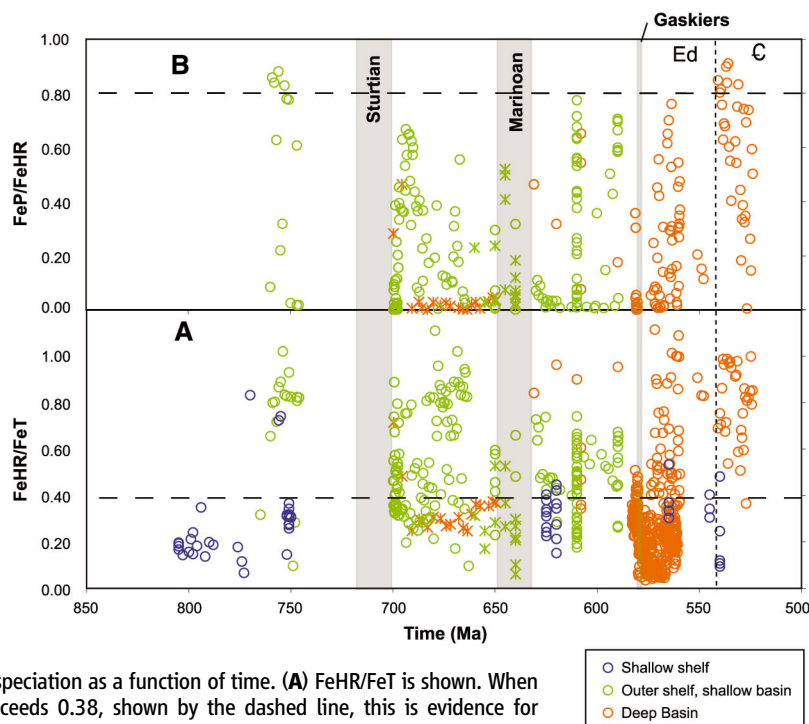 Gaskiers
1.00
B
Ed
Ꞓ
0.80
Sturtian
Marinoan
FeP/FeHR
0.60
0.40
0.20
0.00
A
1.00
0.80
FeHR/FeT
0.60
0.40
0.20
0.00
850 800 750 700 650 600 550 500
Time (Ma)
speciation as a function of time. (A) FeHR/FeT is shown. When
xceeds 0.38, shown by the dashed line, this is evidence for
Shallow shelf
Outer shelf, shallow basin
Deep Basin